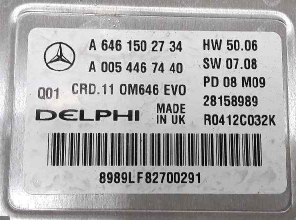 A 646 150 27 34 HW 50.06
A 005 446 74 40 SW 07.08
Q01 CRD.11 OM646 EVO PD 08 M09
DELPHI MADE IN UK 28158989
R0412C032K
8989LF82700291